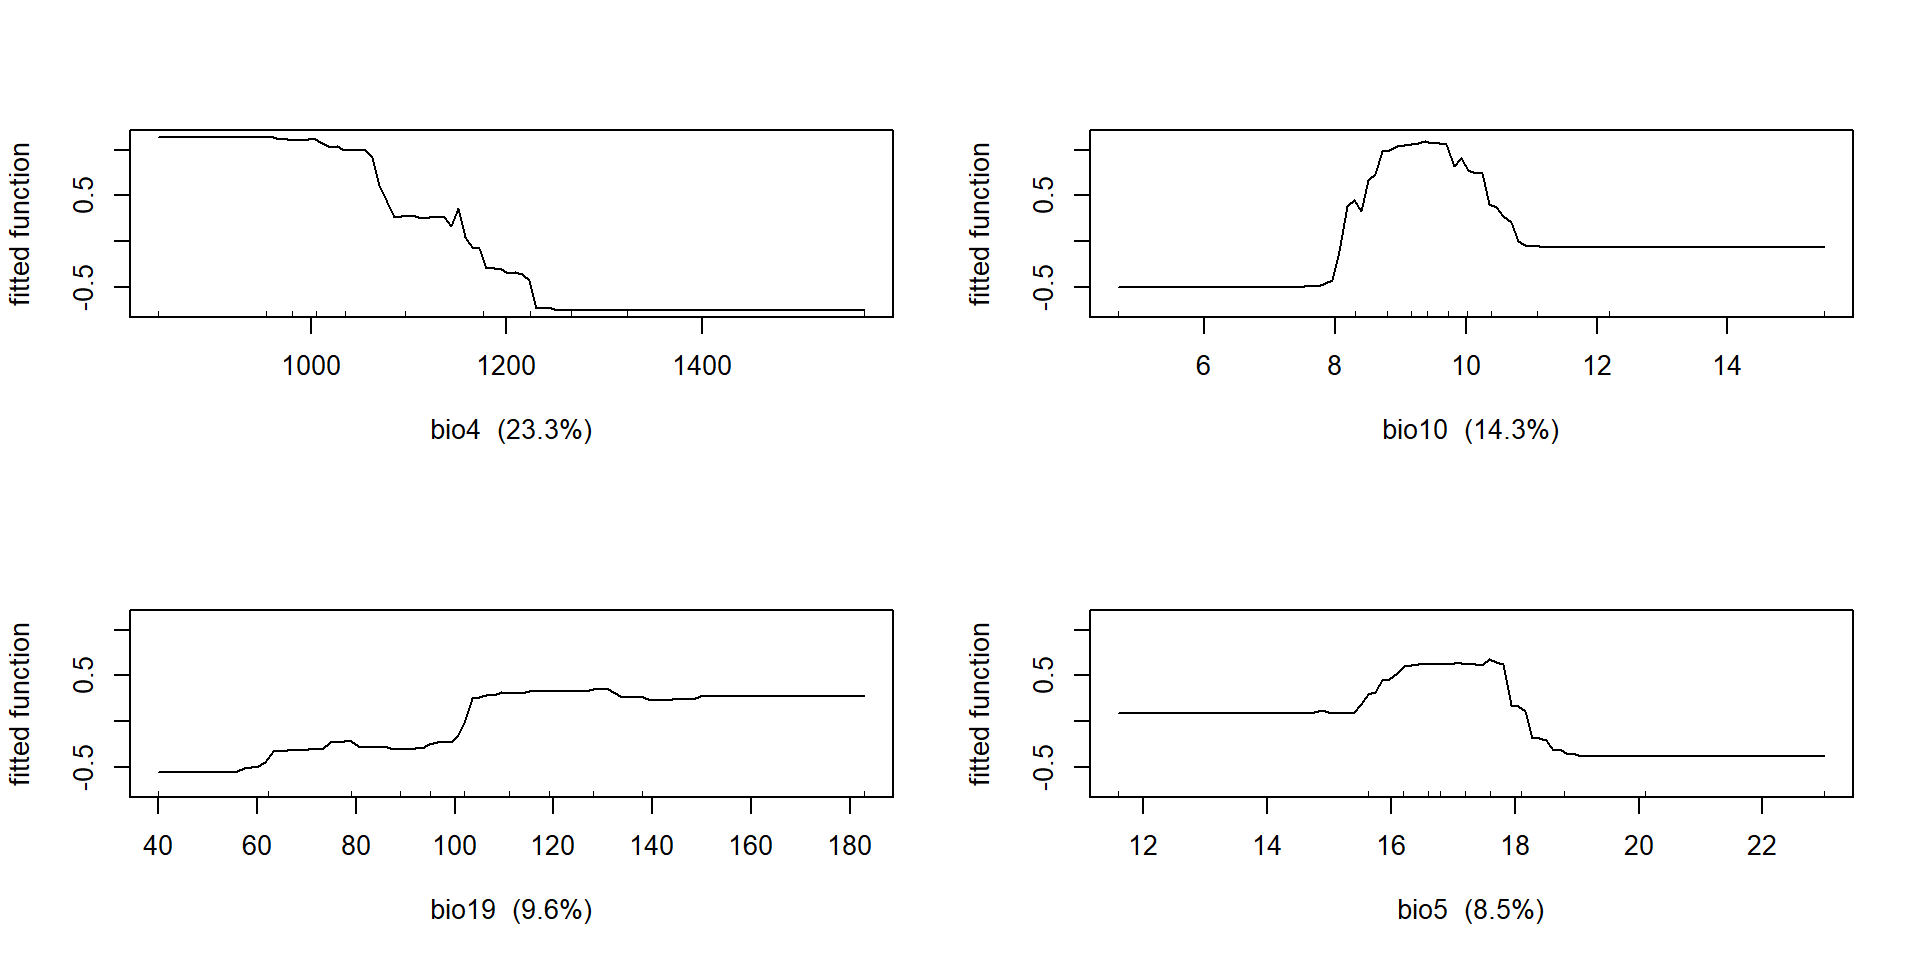 fitted function
0.5
-0.5
1000 1200 1400
bio4 (23.3%)
fitted function
0.5
-0.5
6 8 10 12 14
bio10 (14.3%)
fitted function
0.5
-0.5
40 60 80 100 120 140 160 180
bio19 (9.6%)
fitted function
0.5
-0.5
12 14 16 18 20 22
bio5 (8.5%)